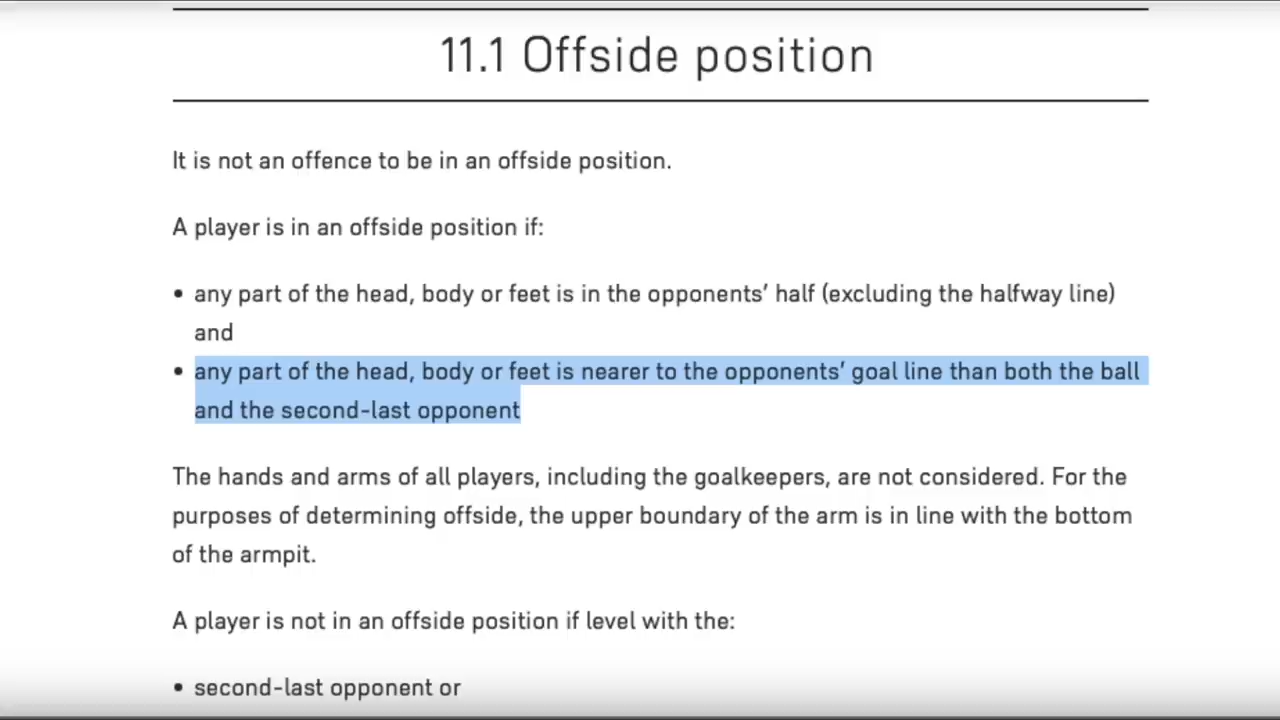 11.1 Offside position
It is not an offence to be in an offside position.
A player is in an offside position if:
• any part of the head, body or feet is in the opponents’ half (excluding the halfway line)
and
• any part of the head, body or feet is nearer to the opponents’ goal line than both the ball
and the second-last opponent
The hands and arms of all players, including the goalkeepers, are not considered. For the
purposes of determining offside, the upper boundary of the arm is in line with the bottom
of the armpit.
A player is not in an offside position if level with the:
• second-last opponent or